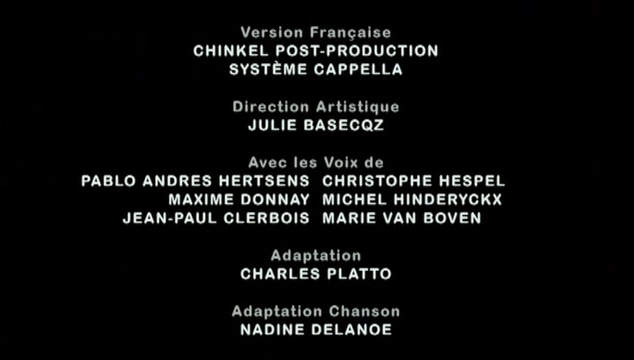 Version Française
CHINKEL POST-PRODUCTION
SYSTÈME CAPPELLA
Direction Artistique
JULIE BASECQZ
Avec les Voix de
PABLO ANDRES HERTSENS CHRISTOPHE HESPEL
MAXIME DONNAY MICHEL HINDERYCKX
JEAN-PAUL CLERBOIS MARIE VAN BOVEN
Adaptation
CHARLES PLATTO
Adaptation Chanson
NADINE DELANOE